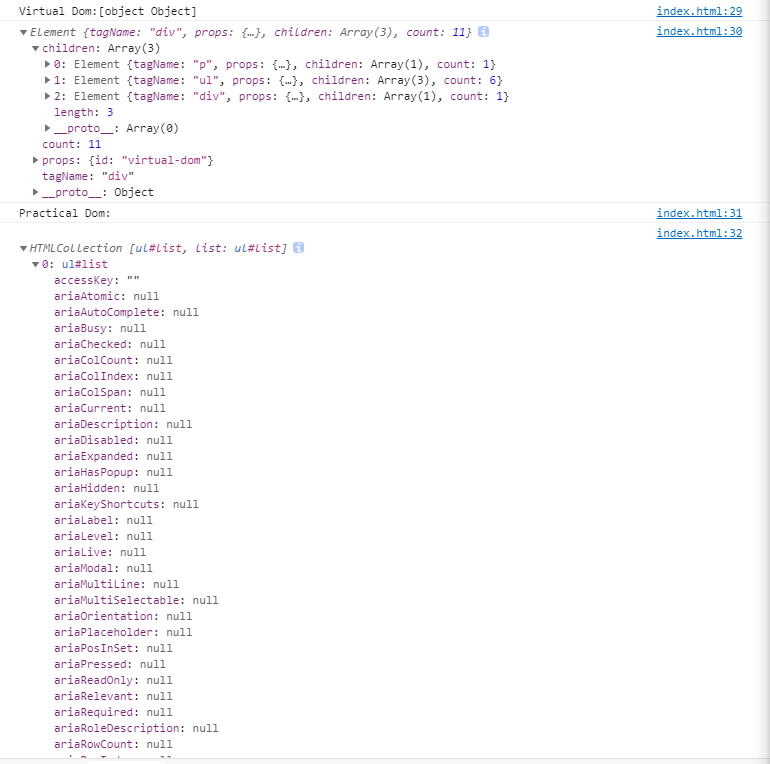 Virtual Dom:[object Object] index.html:29
index.html:30
Element {tagName: "div", props: {…}, children: Array(3), count: 11}
children: Array(3)
0: Element {tagName: "p", props: {…}, children: Array(1), count: 1}
1: Element {tagName: "ul", props: {…}, children: Array(3), count: 6}
2: Element {tagName: "div", props: {…}, children: Array(1), count: 1}
length: 3
__proto__: Array(0)
count: 11
props: {id: "virtual-dom"}
tagName: "div"
__proto__: Object
Practical Dom: index.html:31
index.html:32
HTMLCollection [ul#list, list: ul#list]
0: ul#list
accessKey: ""
ariaAtomic: null
ariaAutoComplete: null
ariaBusy: null
ariaChecked: null
ariaColCount: null
ariaColIndex: null
ariaColSpan: null
ariaCurrent: null
ariaDescription: null
ariaDisabled: null
ariaExpanded: null
ariaHasPopup: null
ariaHidden: null
ariaKeyShortcuts: null
ariaLabel: null
ariaLevel: null
ariaLive: null
ariaModal: null
ariaMultiLine: null
ariaMultiSelectable: null
ariaOrientation: null
ariaPlaceholder: null
ariaPosInSet: null
ariaPressed: null
ariaReadOnly: null
ariaRelevant: null
ariaRequired: null
ariaRoleDescription: null
ariaRowCount: null